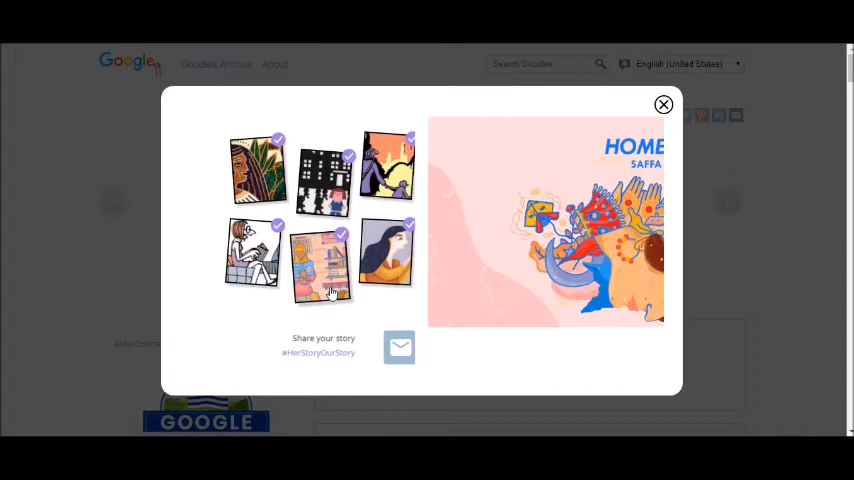 Google
Doodles Archive
About
Search Doodles
English (United States)
HOME
SAFFA
Share your story
#HerStoryOurStory
GOOGLE